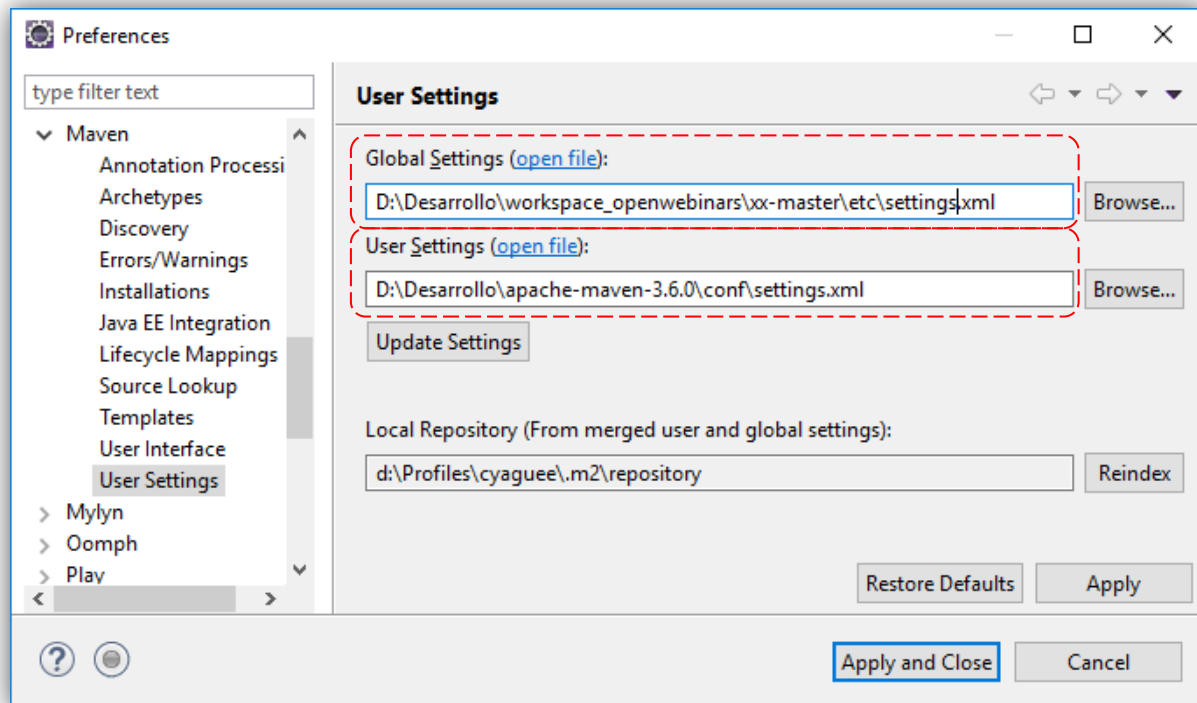 Preferences
type filter text
Maven
Annotation Processi
Archetypes
Discovery
Errors/Warnings
Installations
Java EE Integration
Lifecycle Mappings
Source Lookup
Templates
User Interface
User Settings
Mylyn
Oomph
Play
User Settings
Global Settings (open file):
D:\Desarrollo\workspace_openwebinars\xx-master\etc\settings.xml
Browse...
User Settings (open file):
D:\Desarrollo\apache-maven-3.6.0\conf\settings.xml
Browse...
Update Settings
Local Repository (From merged user and global settings):
d:\Profiles\cyaguee\.m2\repository
Reindex
Restore Defaults
Apply
?
Apply and Close
Cancel